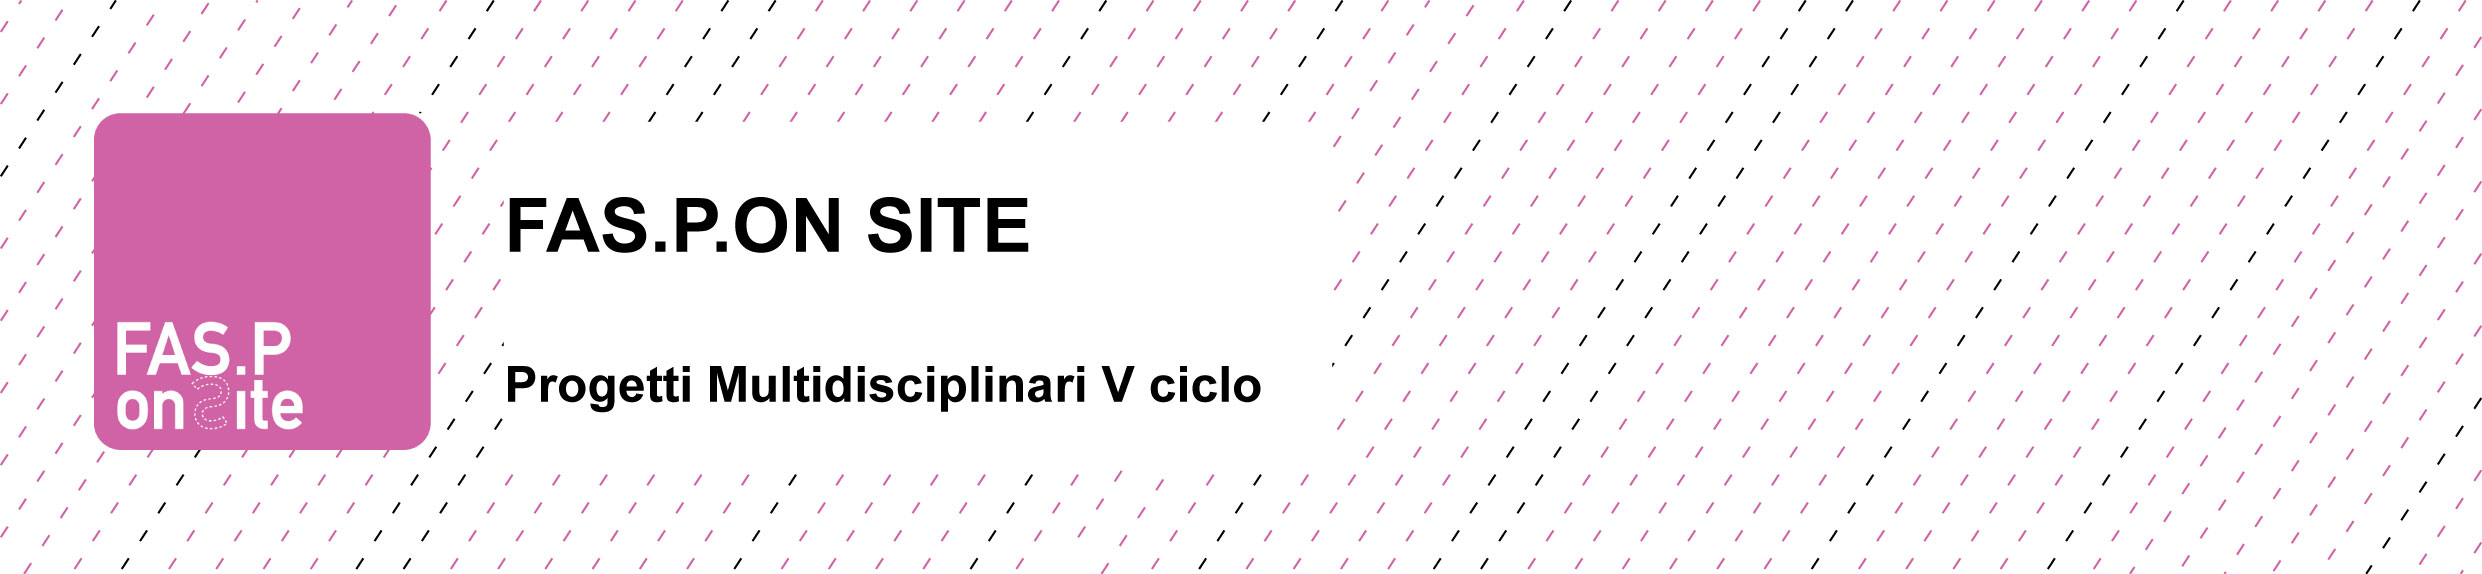 FAS.P
on Site
FAS.P.ON SITE
Progetti Multidisciplinari V ciclo